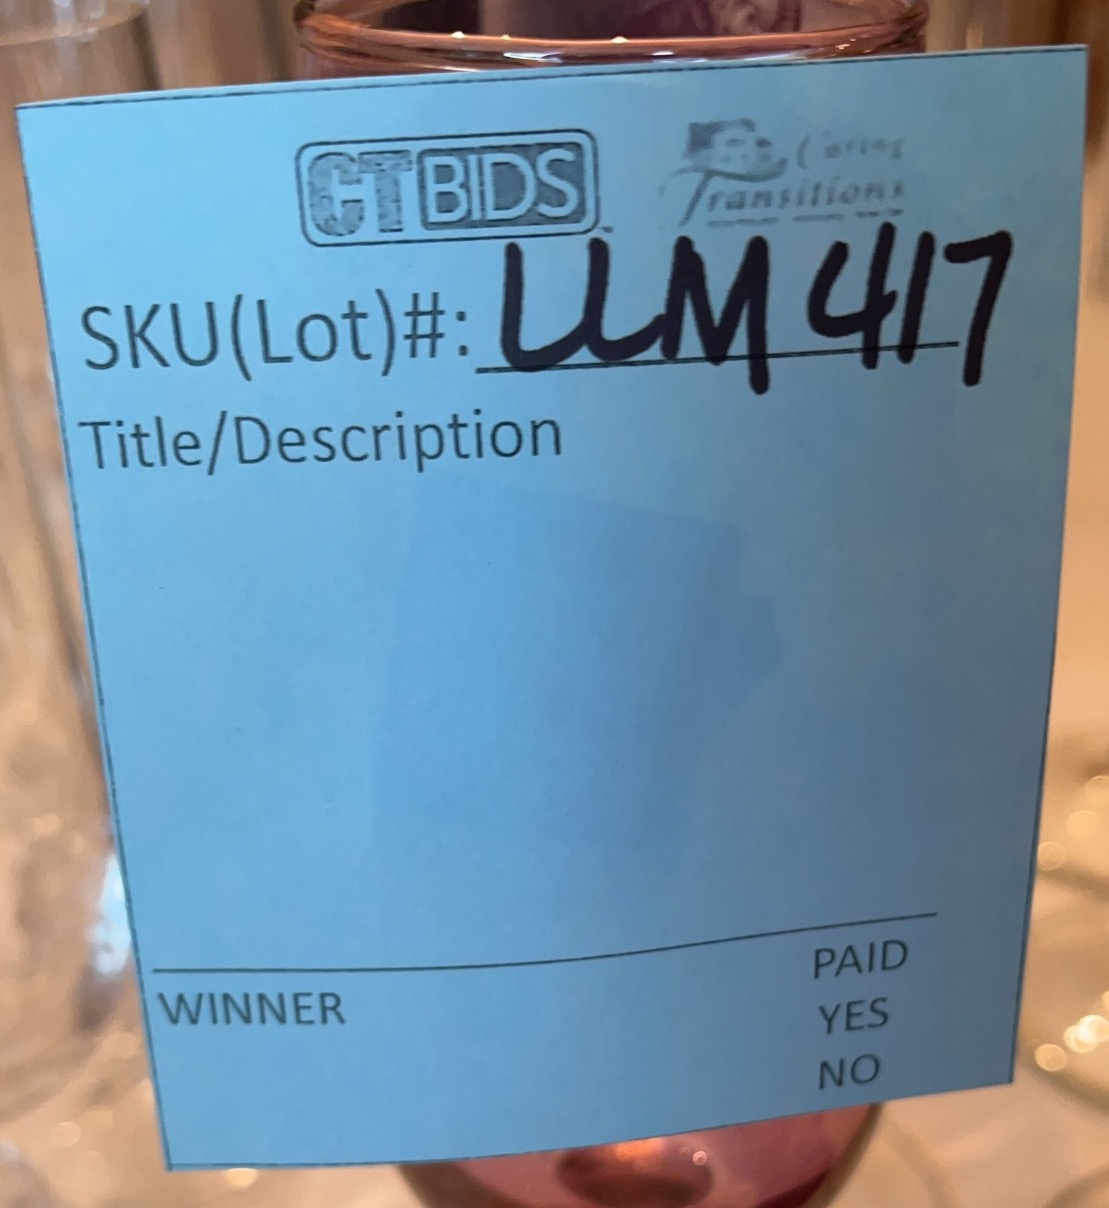 CTBIDS
Caring
Transitions
SKU(Lot)#: LLM 417
Title/Description
WINNER
PAID
YES
NO